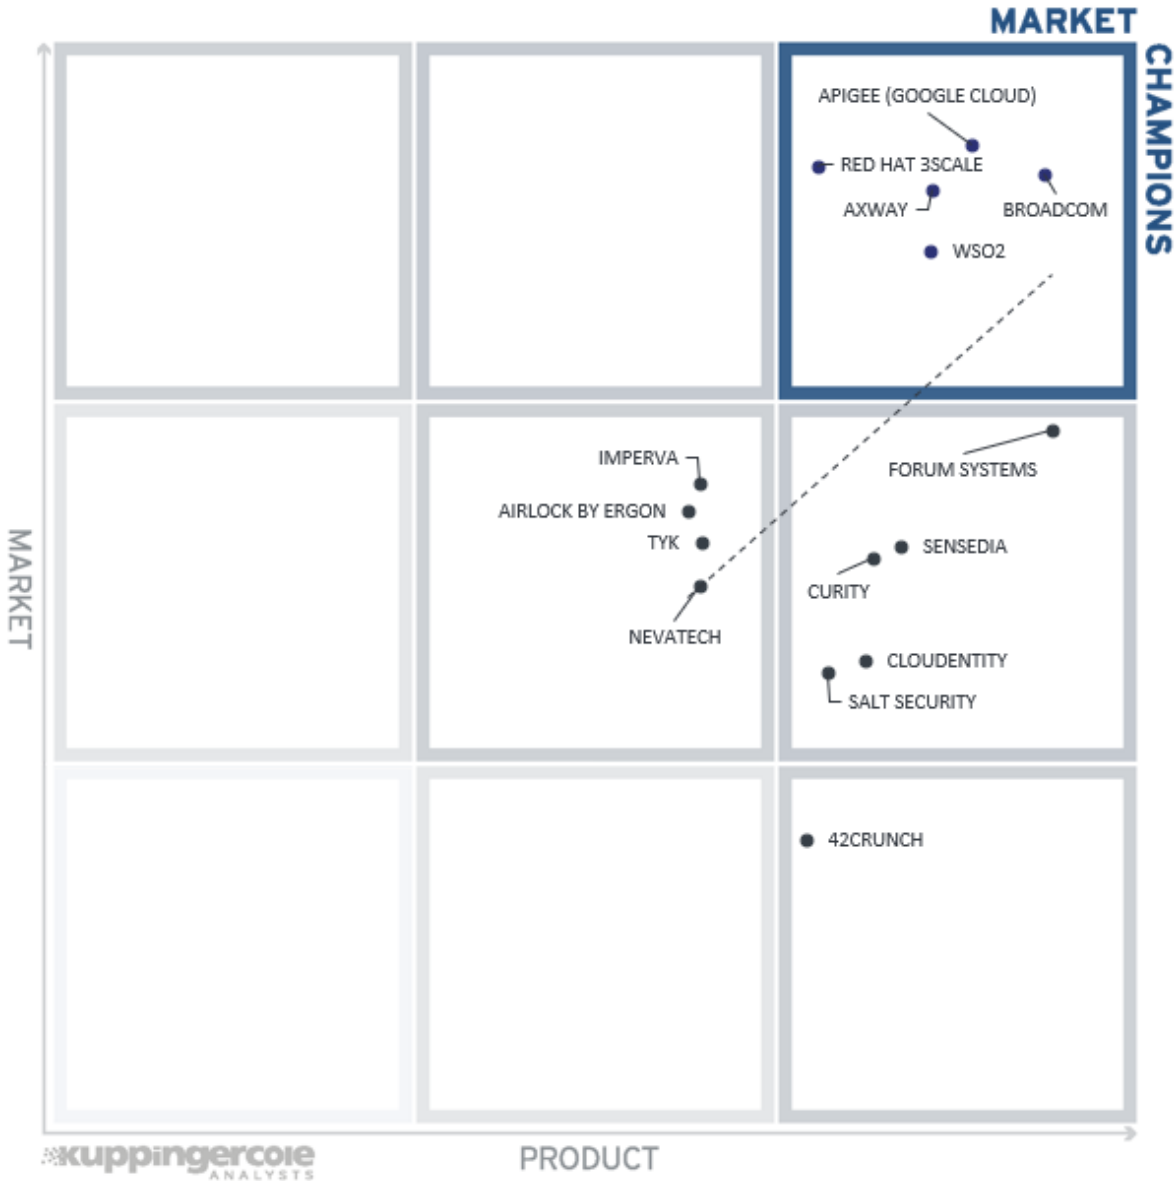 MARKET
CHAMPIONS
APIGEE (GOOGLE CLOUD)
RED HAT 3SCALE
AXWAY
BROADCOM
WSO2
IMPERVA
FORUM SYSTEMS
AIRLOCK BY ERGON
TYK
SENSEDIA
CURITY
NEVATECH
CLOUDENTITY
SALT SECURITY
42CRUNCH
MARKET
PRODUCT
kuppingercole
ANALYSTS